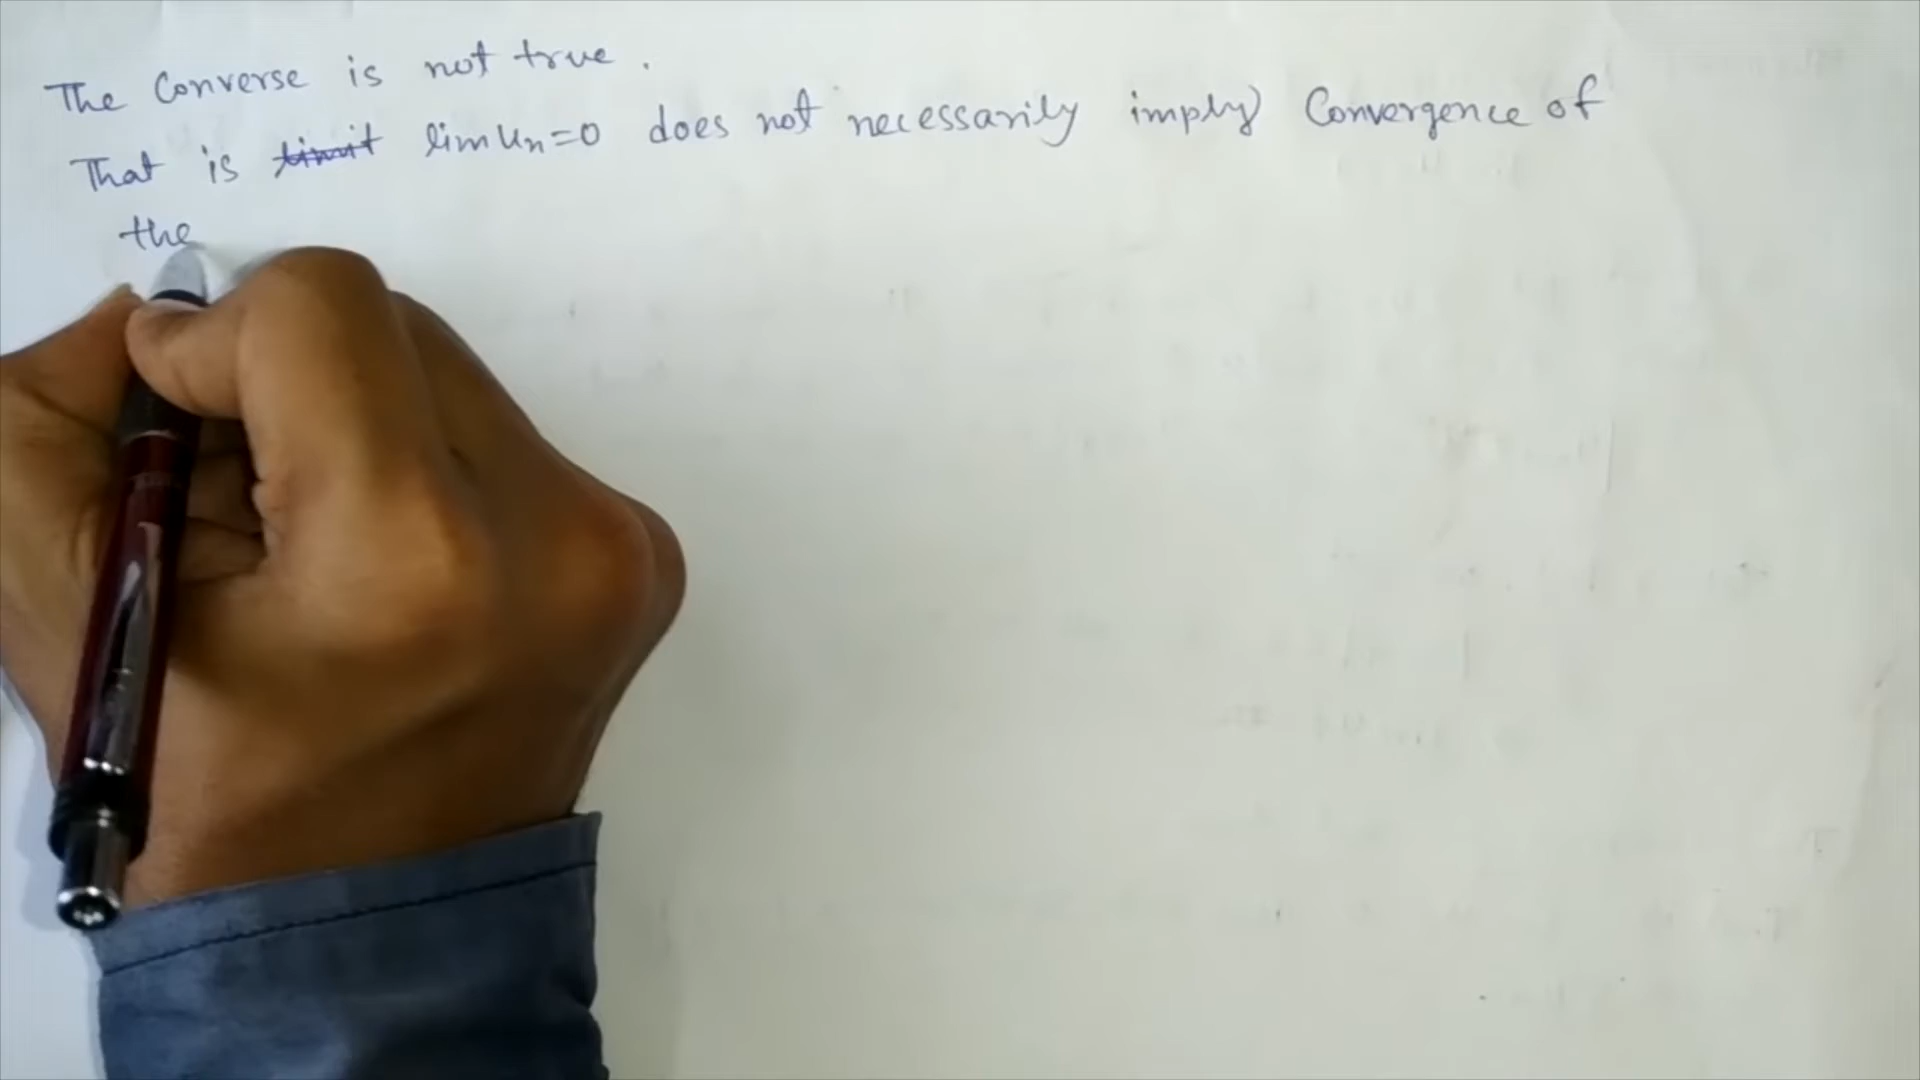 The Converse is not true.
That is limit lim un=0 does not necessarily imply Convergence of
the